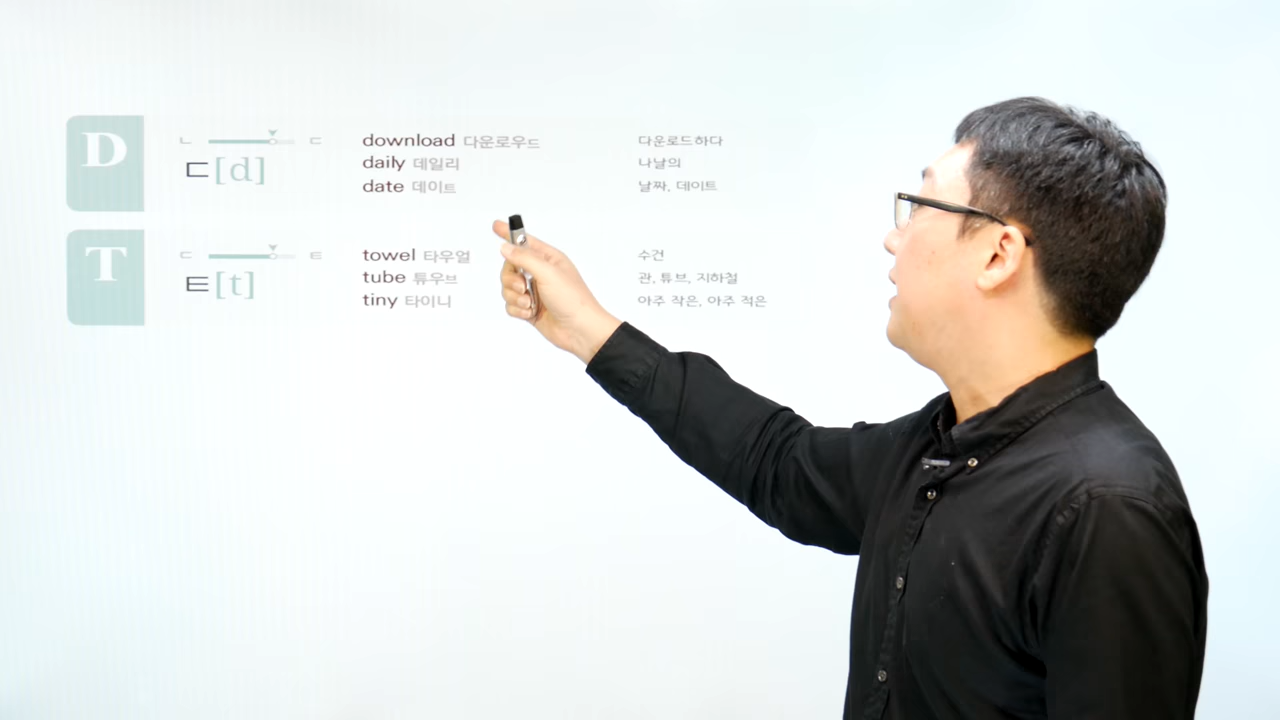 D
ㄴ ㄷ
ㄷ[d]
download 다운로우드 다운로드하다
daily 데일리 나날의
date 데이트 날짜, 데이트
T
ㄷ ㅌ
ㅌ[t]
towel 타우얼 수건
tube 튜우브 관, 튜브, 지하철
tiny 타이니 아주 작은, 아주 적은